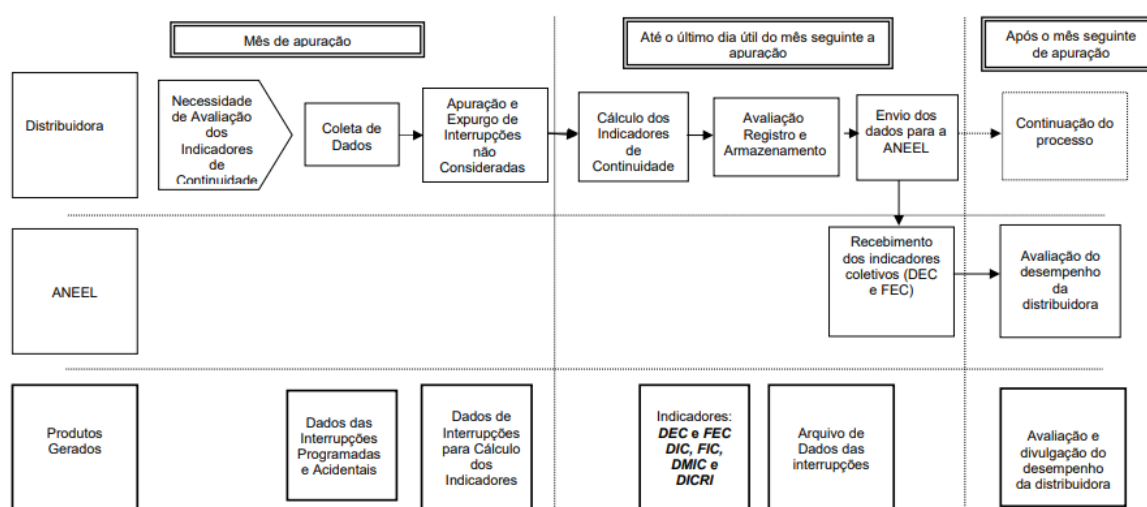 Mês de apuração
Até o último dia útil do mês seguinte a
apuração
Após o mês seguinte
de apuração
Distribuidora
Necessidade
de Avaliação dos
Indicadores
de
Continuidade
Coleta de
Dados
Apuração e
Expurgo de
Interrupções
não
Consideradas
Cálculo dos
Indicadores
de
Continuidade
Avaliação
Registro e
Armazenamento
Envio dos
dados para a
ANEEL
Continuação do
processo
ANEEL
Recebimento
dos indicadores
coletivos (DEC
e FEC)
Avaliação do
desempenho
da
distribuidora
Produtos
Gerados
Dados das
Interrupções
Programadas
e Acidentais
Dados de
Interrupções
para Cálculo
dos
Indicadores
Indicadores:
DEC e FEC
DIC, FIC,
DMIC e
DICRI
Arquivo de
Dados das
interrupções
Avaliação e
divulgação do
desempenho
da distribuidora